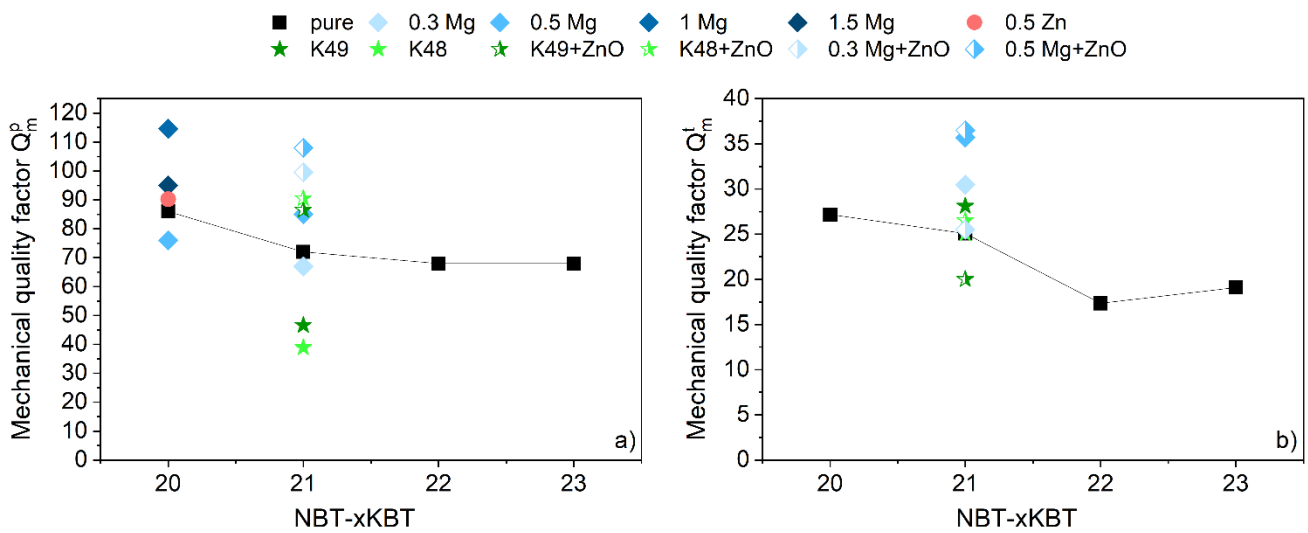 pure 0.3 Mg 0.5 Mg 1 Mg 1.5 Mg 0.5 Zn
K49 K48 K49+ZnO K48+ZnO 0.3 Mg+ZnO 0.5 Mg+ZnO
Mechanical quality factor Q_m^p
120
110
100
90
80
70
60
50
40
30
20
10
0
20 21 22 23
NBT-xKBT
a)
Mechanical quality factor Q_m^t
40
35
30
25
20
15
10
5
0
20 21 22 23
NBT-xKBT
b)